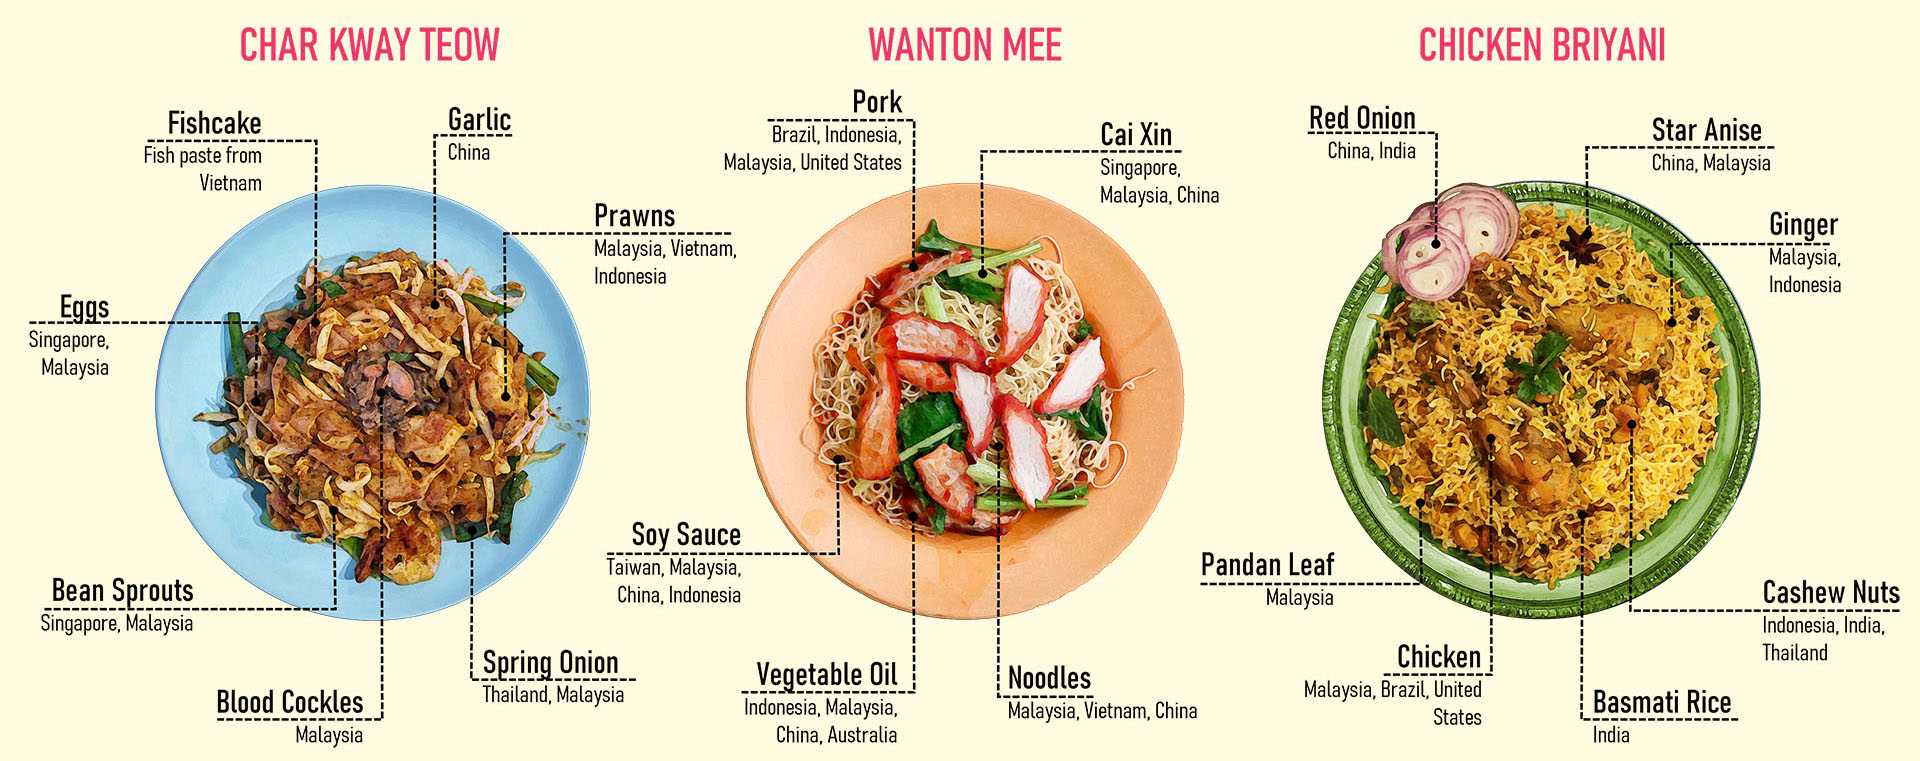 CHAR KWAY TEOW
Fishcake
Fish paste from
Vietnam
Garlic
China
Prawns
Malaysia, Vietnam,
Indonesia
Eggs
Singapore,
Malaysia
Bean Sprouts
Singapore, Malaysia
Blood Cockles
Malaysia
Spring Onion
Thailand, Malaysia
WANTON MEE
Pork
Brazil, Indonesia,
Malaysia, United States
Cai Xin
Singapore,
Malaysia, China
Soy Sauce
Taiwan, Malaysia,
China, Indonesia
Vegetable Oil
Indonesia, Malaysia,
China, Australia
Noodles
Malaysia, Vietnam, China
CHICKEN BRIYANI
Red Onion
China, India
Star Anise
China, Malaysia
Ginger
Malaysia,
Indonesia
Pandan Leaf
Malaysia
Chicken
Malaysia, Brazil, United
States
Basmati Rice
India
Cashew Nuts
Indonesia, India,
Thailand